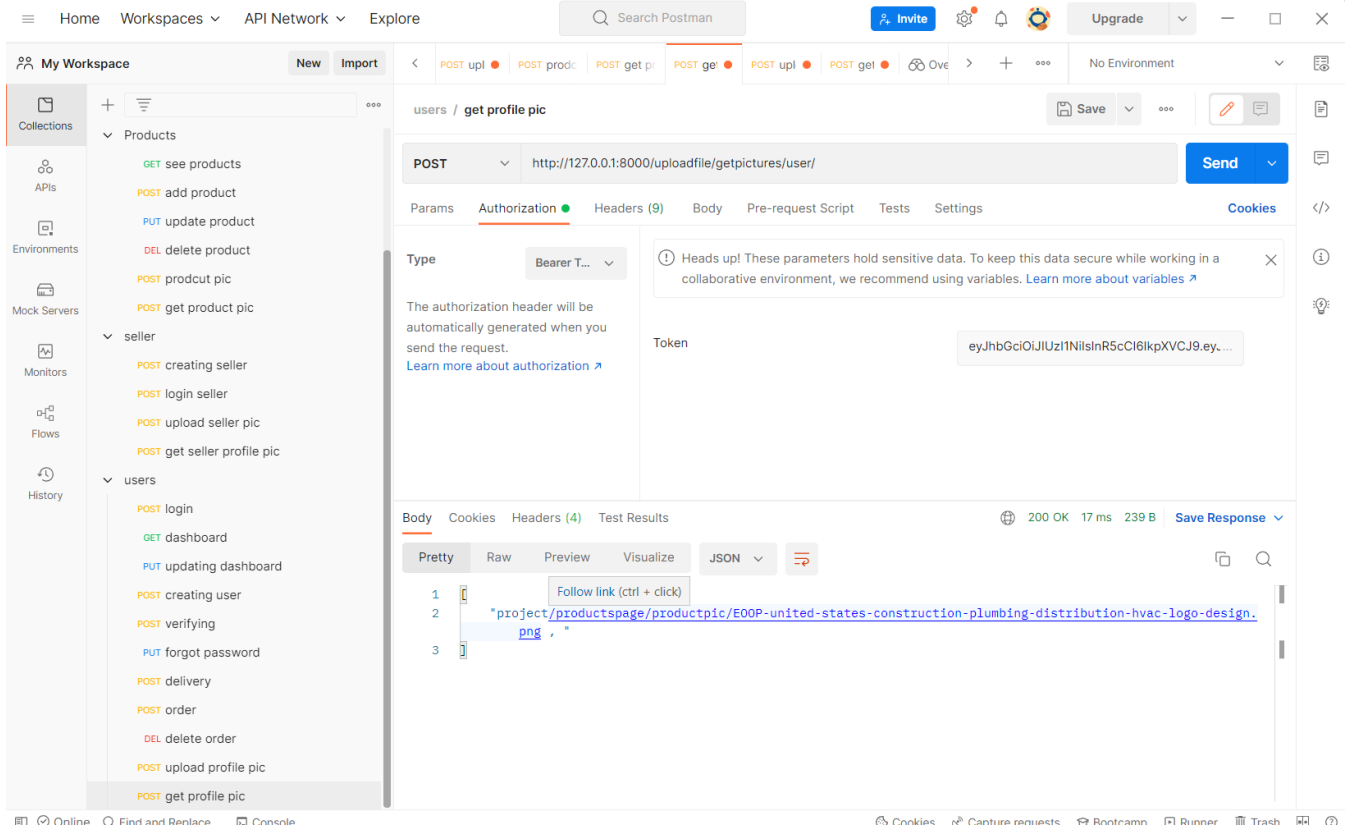 Home Workspaces API Network Explore Search Postman Invite Upgrade
My Workspace New Import POST upl POST prodc POST get pr POST get POST upl POST get Ove No Environment
Collections
APIs
Environments
Mock Servers
Monitors
Flows
History
Products
GET see products
POST add product
PUT update product
DEL delete product
POST prodcut pic
POST get product pic
seller
POST creating seller
POST login seller
POST upload seller pic
POST get seller profile pic
users
POST login
GET dashboard
PUT updating dashboard
POST creating user
POST verifying
PUT forgot password
POST delivery
POST order
DEL delete order
POST upload profile pic
POST get profile pic
users / get profile pic Save
POST http://127.0.0.1:8000/uploadfile/getpictures/user/ Send
Params Authorization Headers (9) Body Pre-request Script Tests Settings Cookies
Type Bearer T...
The authorization header will be
automatically generated when you
send the request.
Learn more about authorization ↗
Heads up! These parameters hold sensitive data. To keep this data secure while working in a
collaborative environment, we recommend using variables. Learn more about variables ↗
Token
Body Cookies Headers (4) Test Results 200 OK 17 ms 239 B Save Response
Pretty Raw Preview Visualize JSON
Follow link (ctrl + click)
1 [
2 "project/productspage/productpic/EOOP-united-states-construction-plumbing-distribution-hvac-logo-design.
png , "
3 ]
Online Find and Replace Console Cookies Capture requests Bootcamp Runner Trash